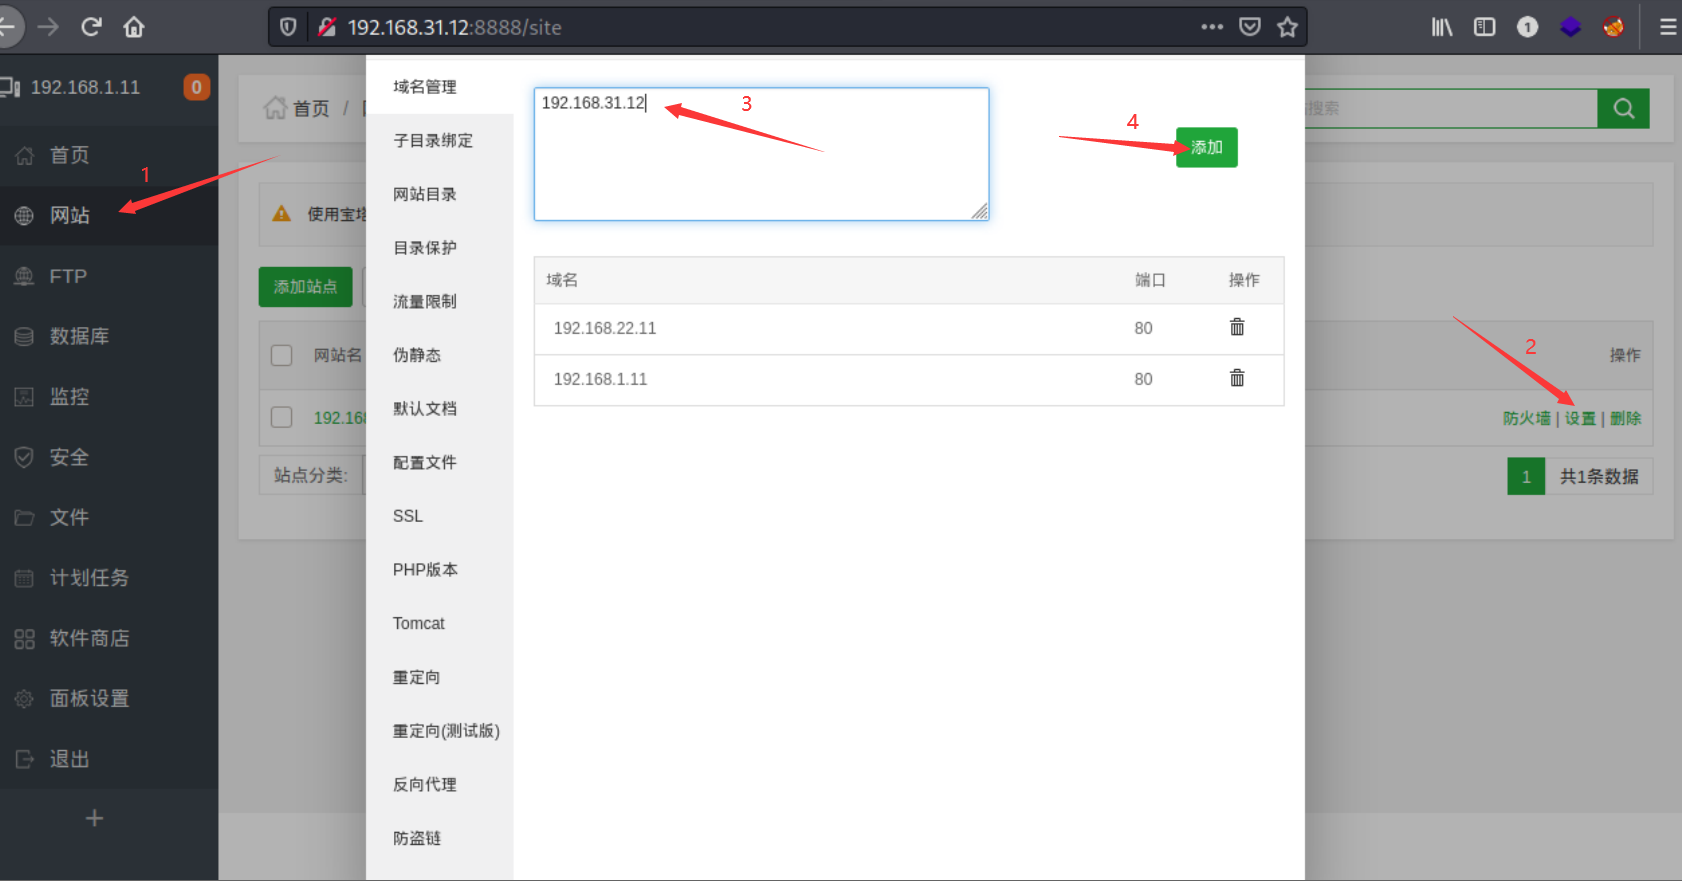 192.168.31.12:8888/site
192.168.1.11
0
首页
网站
FTP
数据库
监控
安全
文件
计划任务
软件商店
面板设置
退出
+
首页 /
使用宝塔
添加站点
网站名
192.168
站点分类:
域名管理
子目录绑定
网站目录
目录保护
流量限制
伪静态
默认文档
配置文件
SSL
PHP版本
Tomcat
重定向
重定向(测试版)
反向代理
防盗链
192.168.31.12
添加
域名 端口 操作
192.168.22.11 80
192.168.1.11 80
搜索
操作
防火墙 | 设置 | 删除
1 共1条数据
1
2
3
4
1